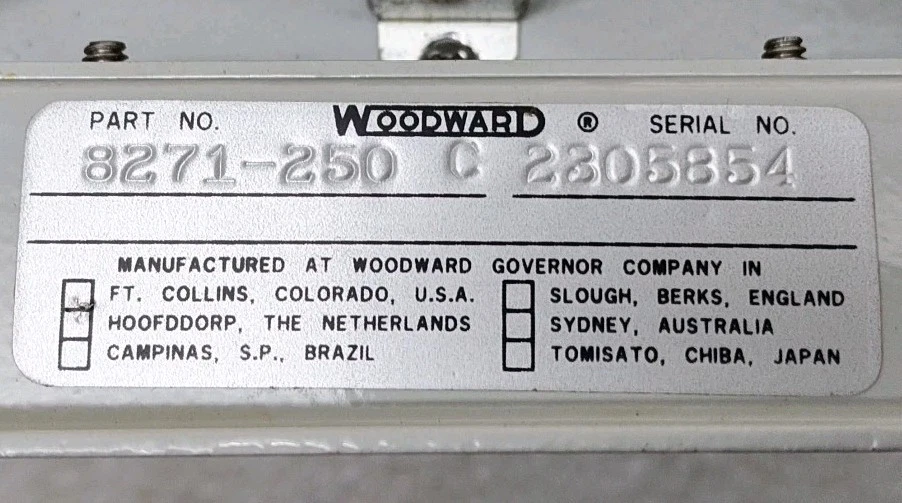 PART NO. WOODWARD ® SERIAL NO.
8271-250 C 2305854
MANUFACTURED AT WOODWARD GOVERNOR COMPANY IN
FT. COLLINS, COLORADO, U.S.A. SLOUGH, BERKS, ENGLAND
HOOFDDORP, THE NETHERLANDS SYDNEY, AUSTRALIA
CAMPINAS, S.P., BRAZIL TOMISATO, CHIBA, JAPAN